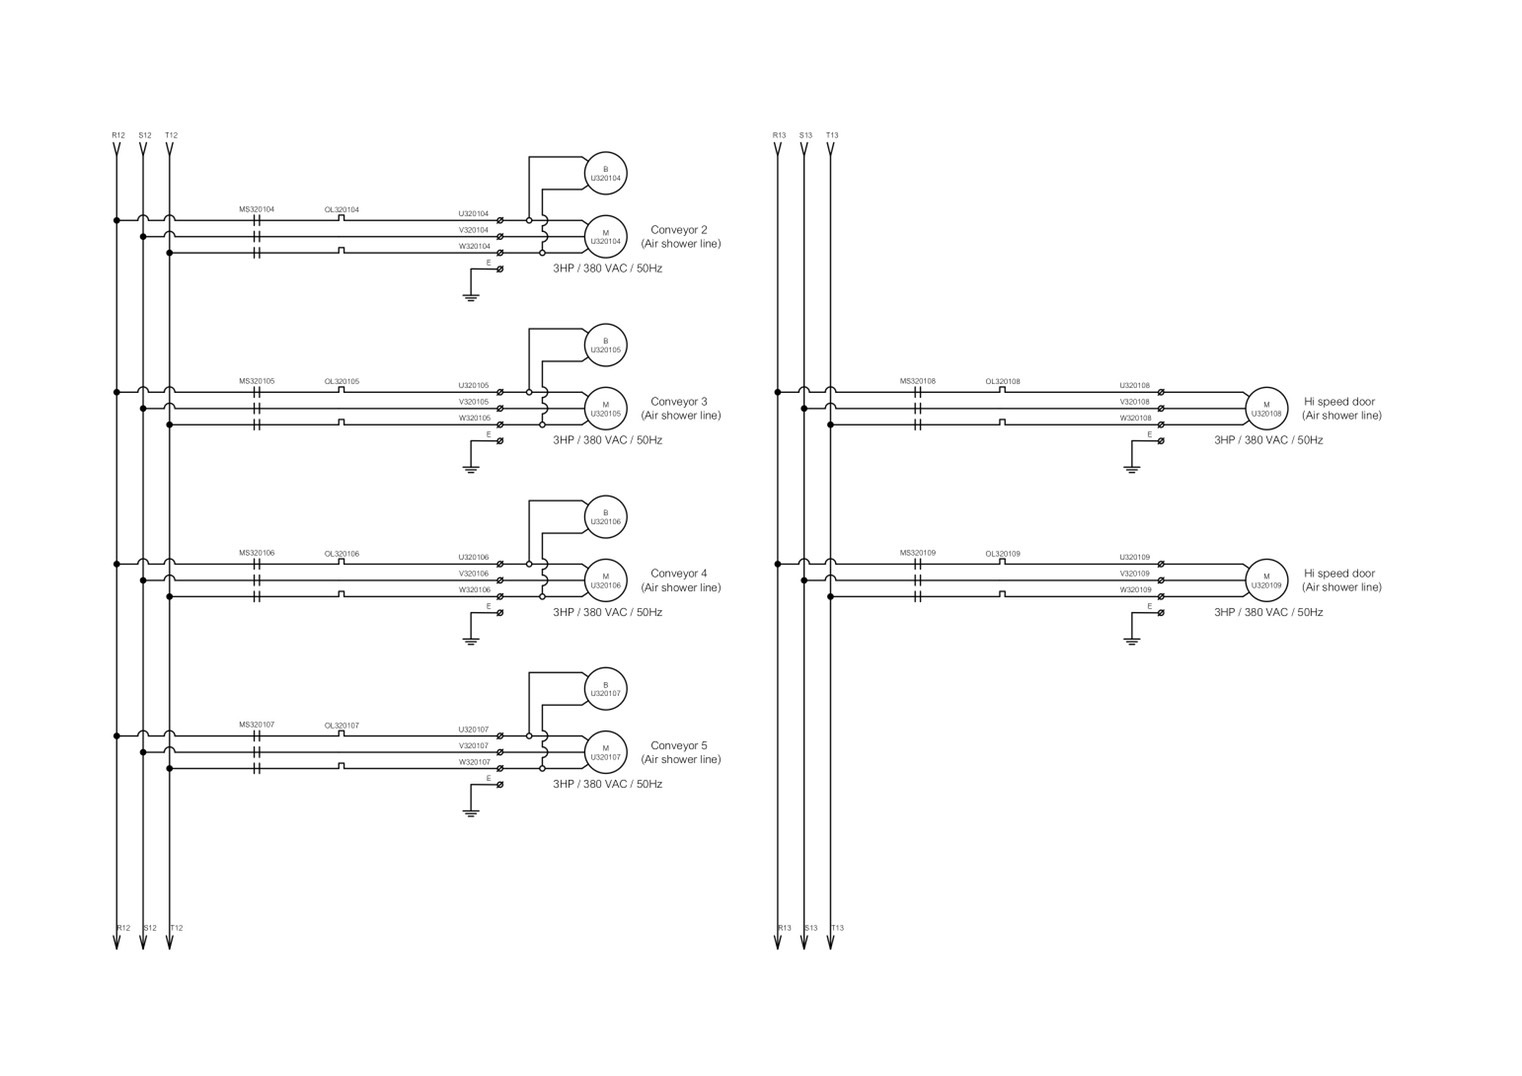 R12 S12 T12
B
U320104
MS320104 OL320104 U320104
V320104
W320104
E
M
U320104
Conveyor 2
(Air shower line)
3HP / 380 VAC / 50Hz
B
U320105
MS320105 OL320105 U320105
V320105
W320105
E
M
U320105
Conveyor 3
(Air shower line)
3HP / 380 VAC / 50Hz
B
U320106
MS320106 OL320106 U320106
V320106
W320106
E
M
U320106
Conveyor 4
(Air shower line)
3HP / 380 VAC / 50Hz
B
U320107
MS320107 OL320107 U320107
V320107
W320107
E
M
U320107
Conveyor 5
(Air shower line)
3HP / 380 VAC / 50Hz
R12 S12 T12
R13 S13 T13
MS320108 OL320108 U320108
V320108
W320108
E
M
U320108
Hi speed door
(Air shower line)
3HP / 380 VAC / 50Hz
MS320109 OL320109 U320109
V320109
W320109
E
M
U320109
Hi speed door
(Air shower line)
3HP / 380 VAC / 50Hz
R13 S13 T13